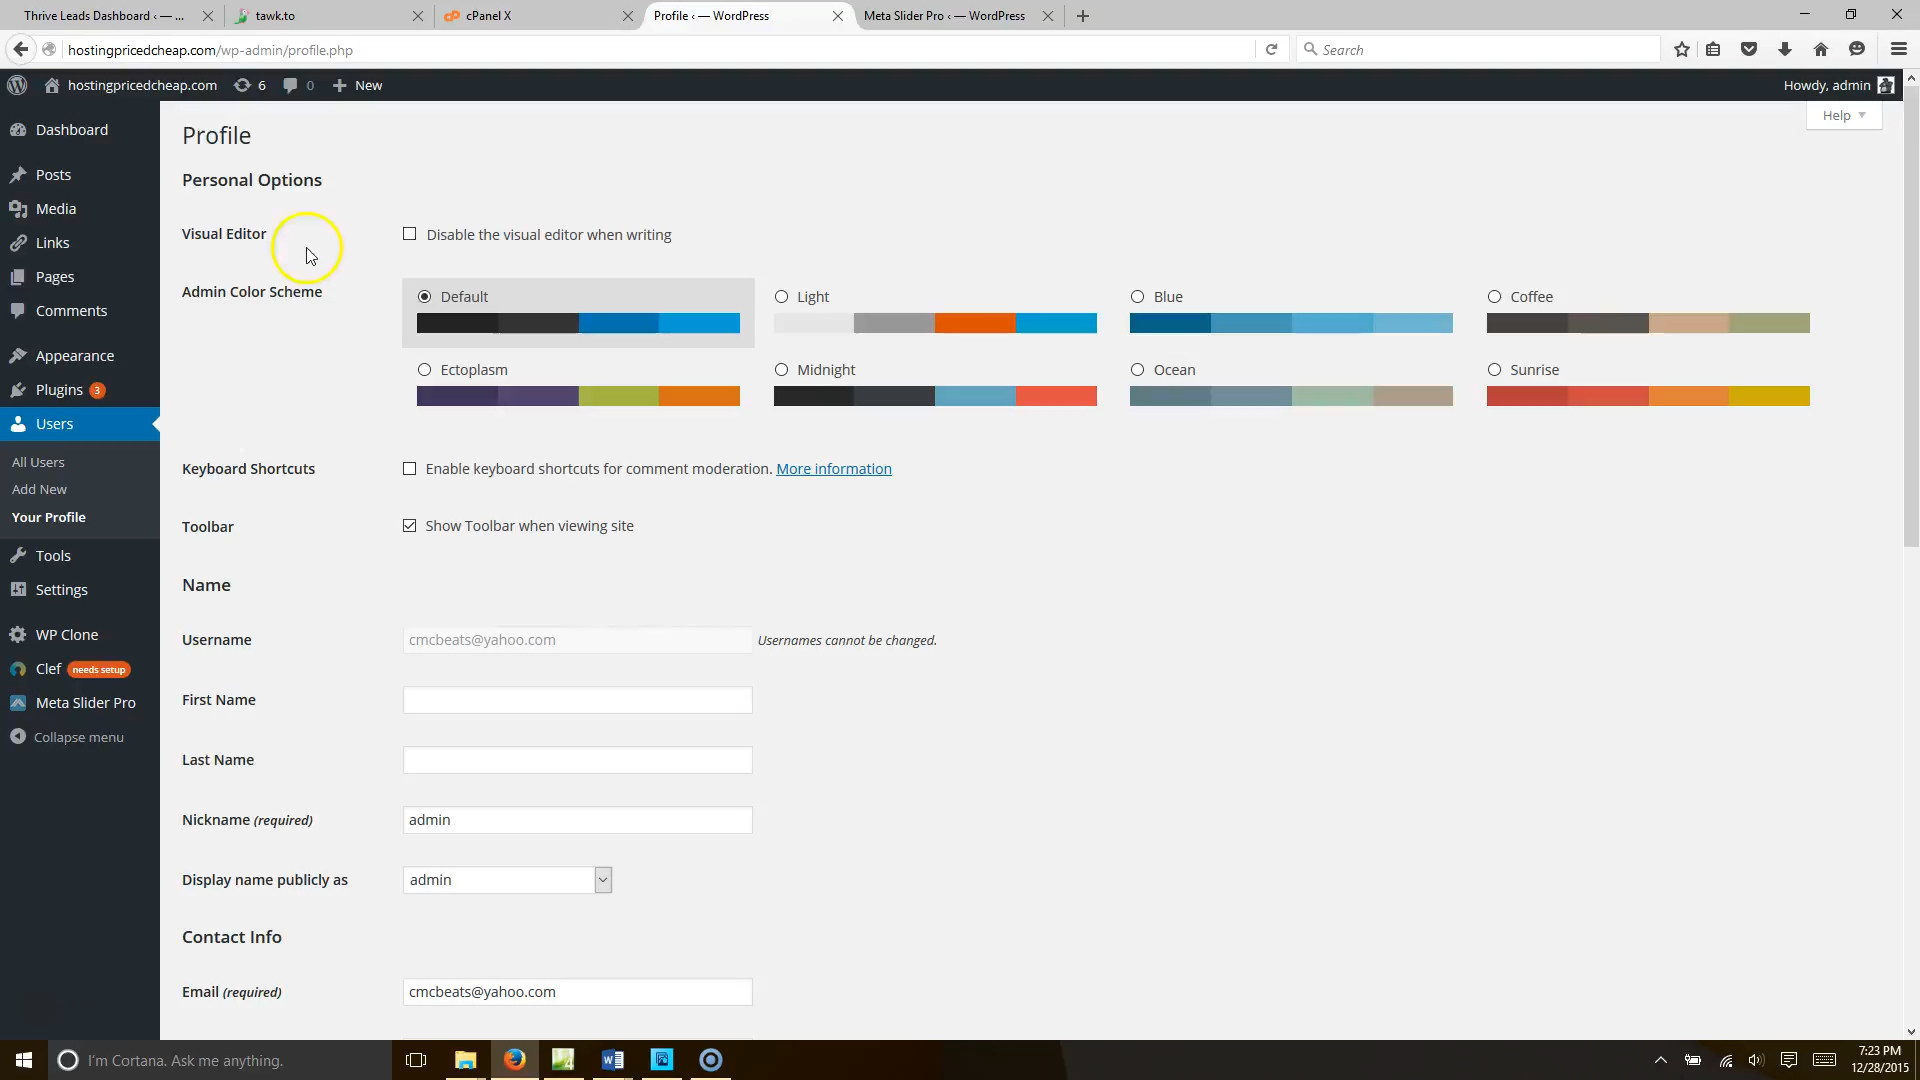 Thrive Leads Dashboard ‹ — ...
tawk.to
cPanel X
Profile ‹ — WordPress
Meta Slider Pro ‹ — WordPress
hostingpricedcheap.com/wp-admin/profile.php
Search
hostingpricedcheap.com
6
0
New
Howdy, admin
Help
Dashboard
Posts
Media
Links
Pages
Comments
Appearance
Plugins 3
Users
All Users
Add New
Your Profile
Tools
Settings
WP Clone
Clef needs setup
Meta Slider Pro
Collapse menu
Profile
Personal Options
Visual Editor
Disable the visual editor when writing
Admin Color Scheme
Default
Light
Blue
Coffee
Ectoplasm
Midnight
Ocean
Sunrise
Keyboard Shortcuts
Enable keyboard shortcuts for comment moderation. More information
Toolbar
Show Toolbar when viewing site
Name
Username
cmcbeats@yahoo.com
Usernames cannot be changed.
First Name
Last Name
Nickname (required)
admin
Display name publicly as
admin
Contact Info
Email (required)
cmcbeats@yahoo.com
I'm Cortana. Ask me anything.
7:23 PM
12/28/2015